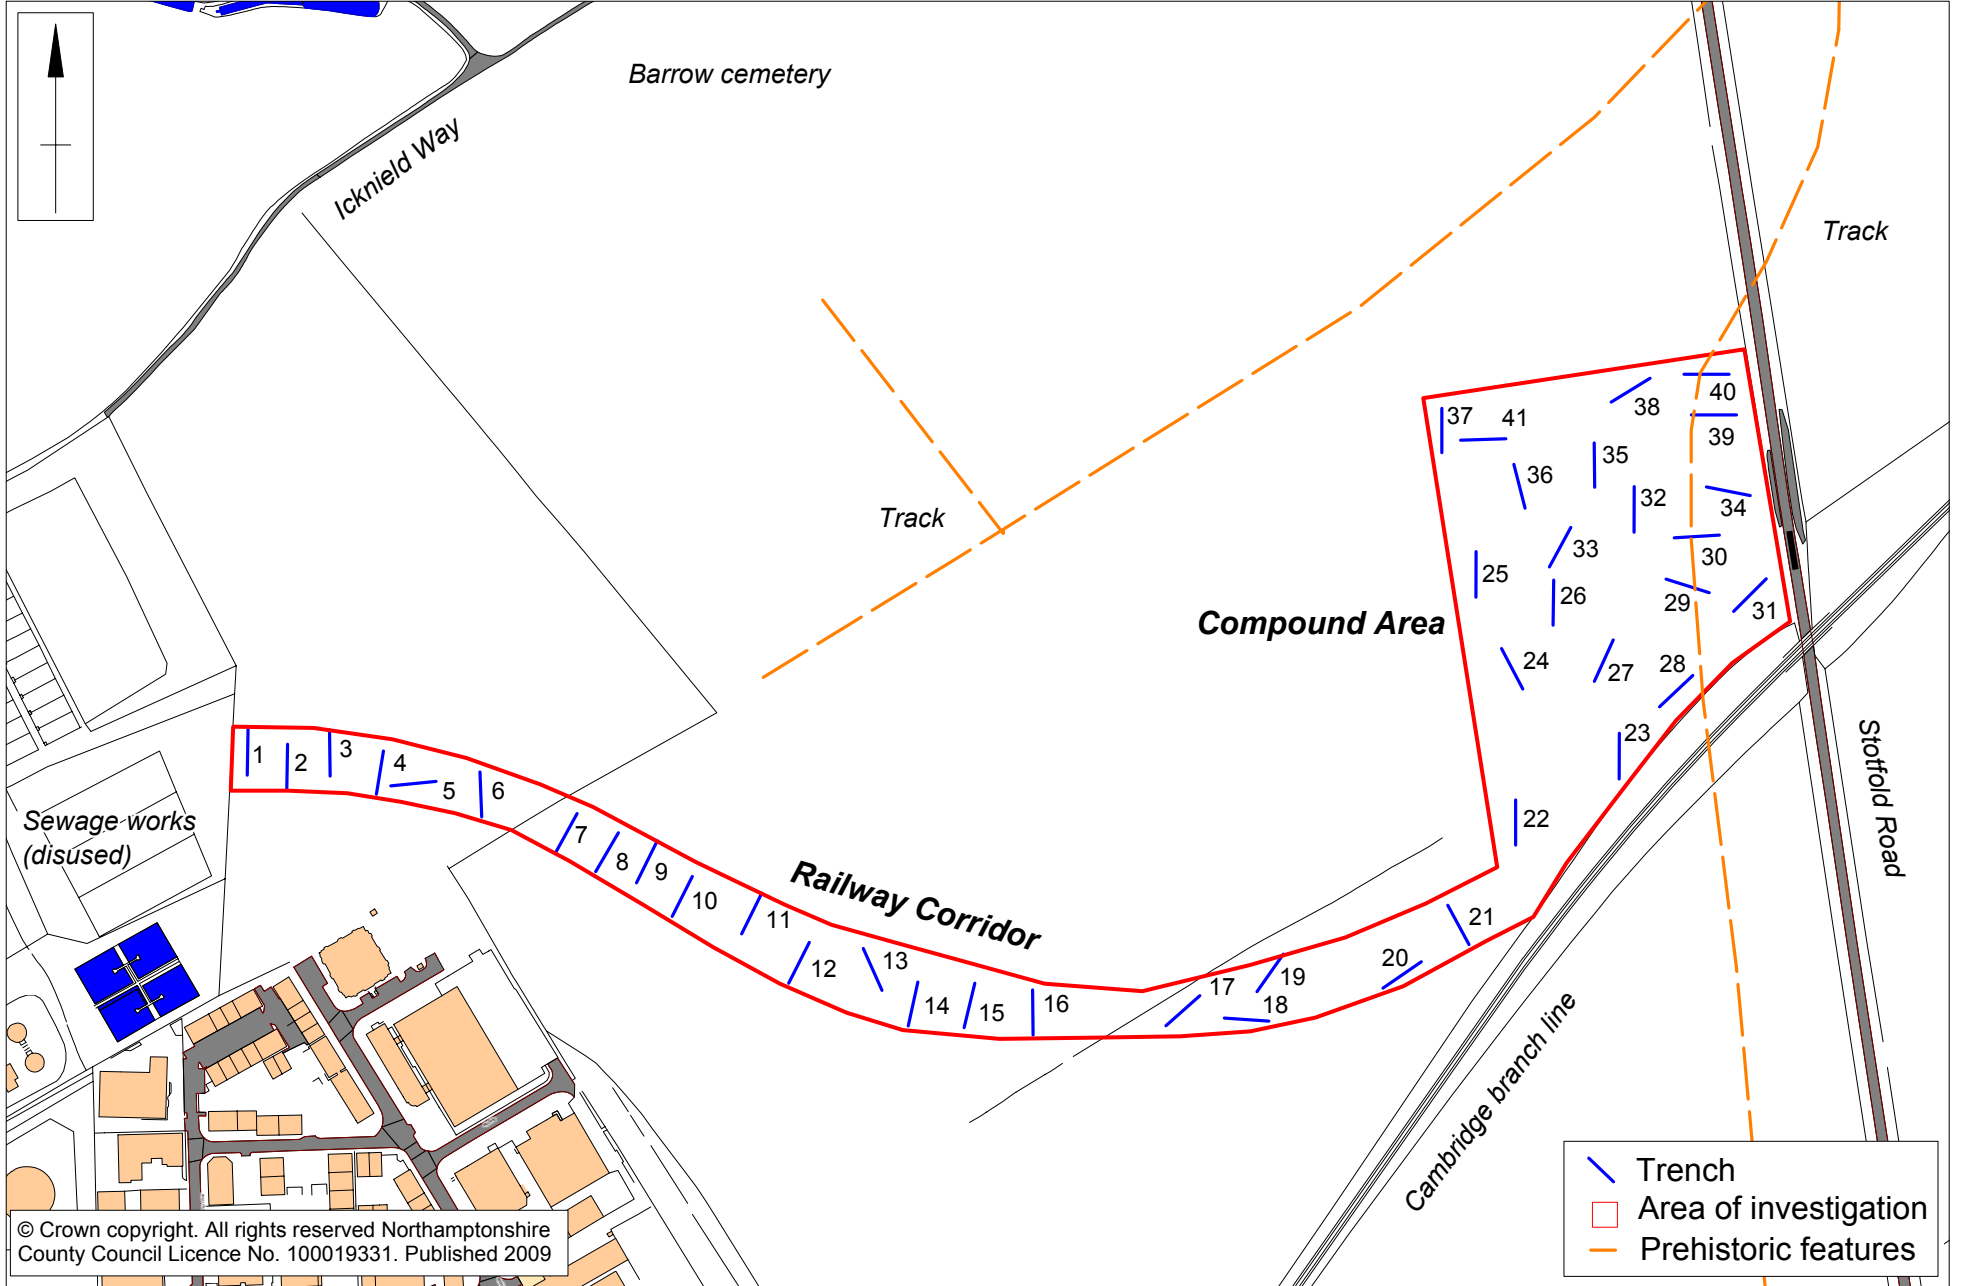 Barrow cemetery
Icknield Way
Track
Track
37
41
38
40
39
36
35
32
34
33
30
25
26
29
31
Compound Area
24
27
28
23
22
Stotfold Road
1
2
3
4
5
6
7
8
9
10
11
12
13
14
15
16
17
18
19
20
21
Railway Corridor
Sewage works
(disused)
Cambridge branch line
Trench
Area of investigation
Prehistoric features
© Crown copyright. All rights reserved Northamptonshire
County Council Licence No. 100019331. Published 2009